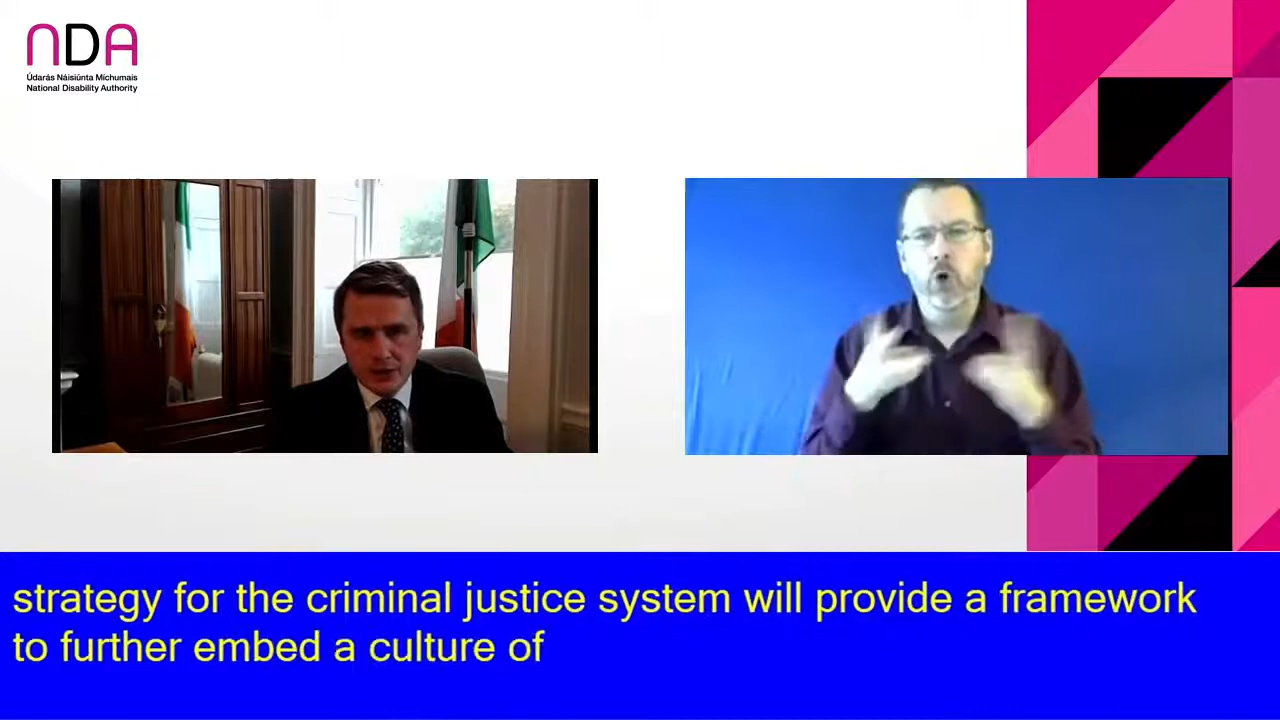 NDA
Údarás Náisiúnta Míchumais
National Disability Authority
strategy for the criminal justice system will provide a framework
to further embed a culture of